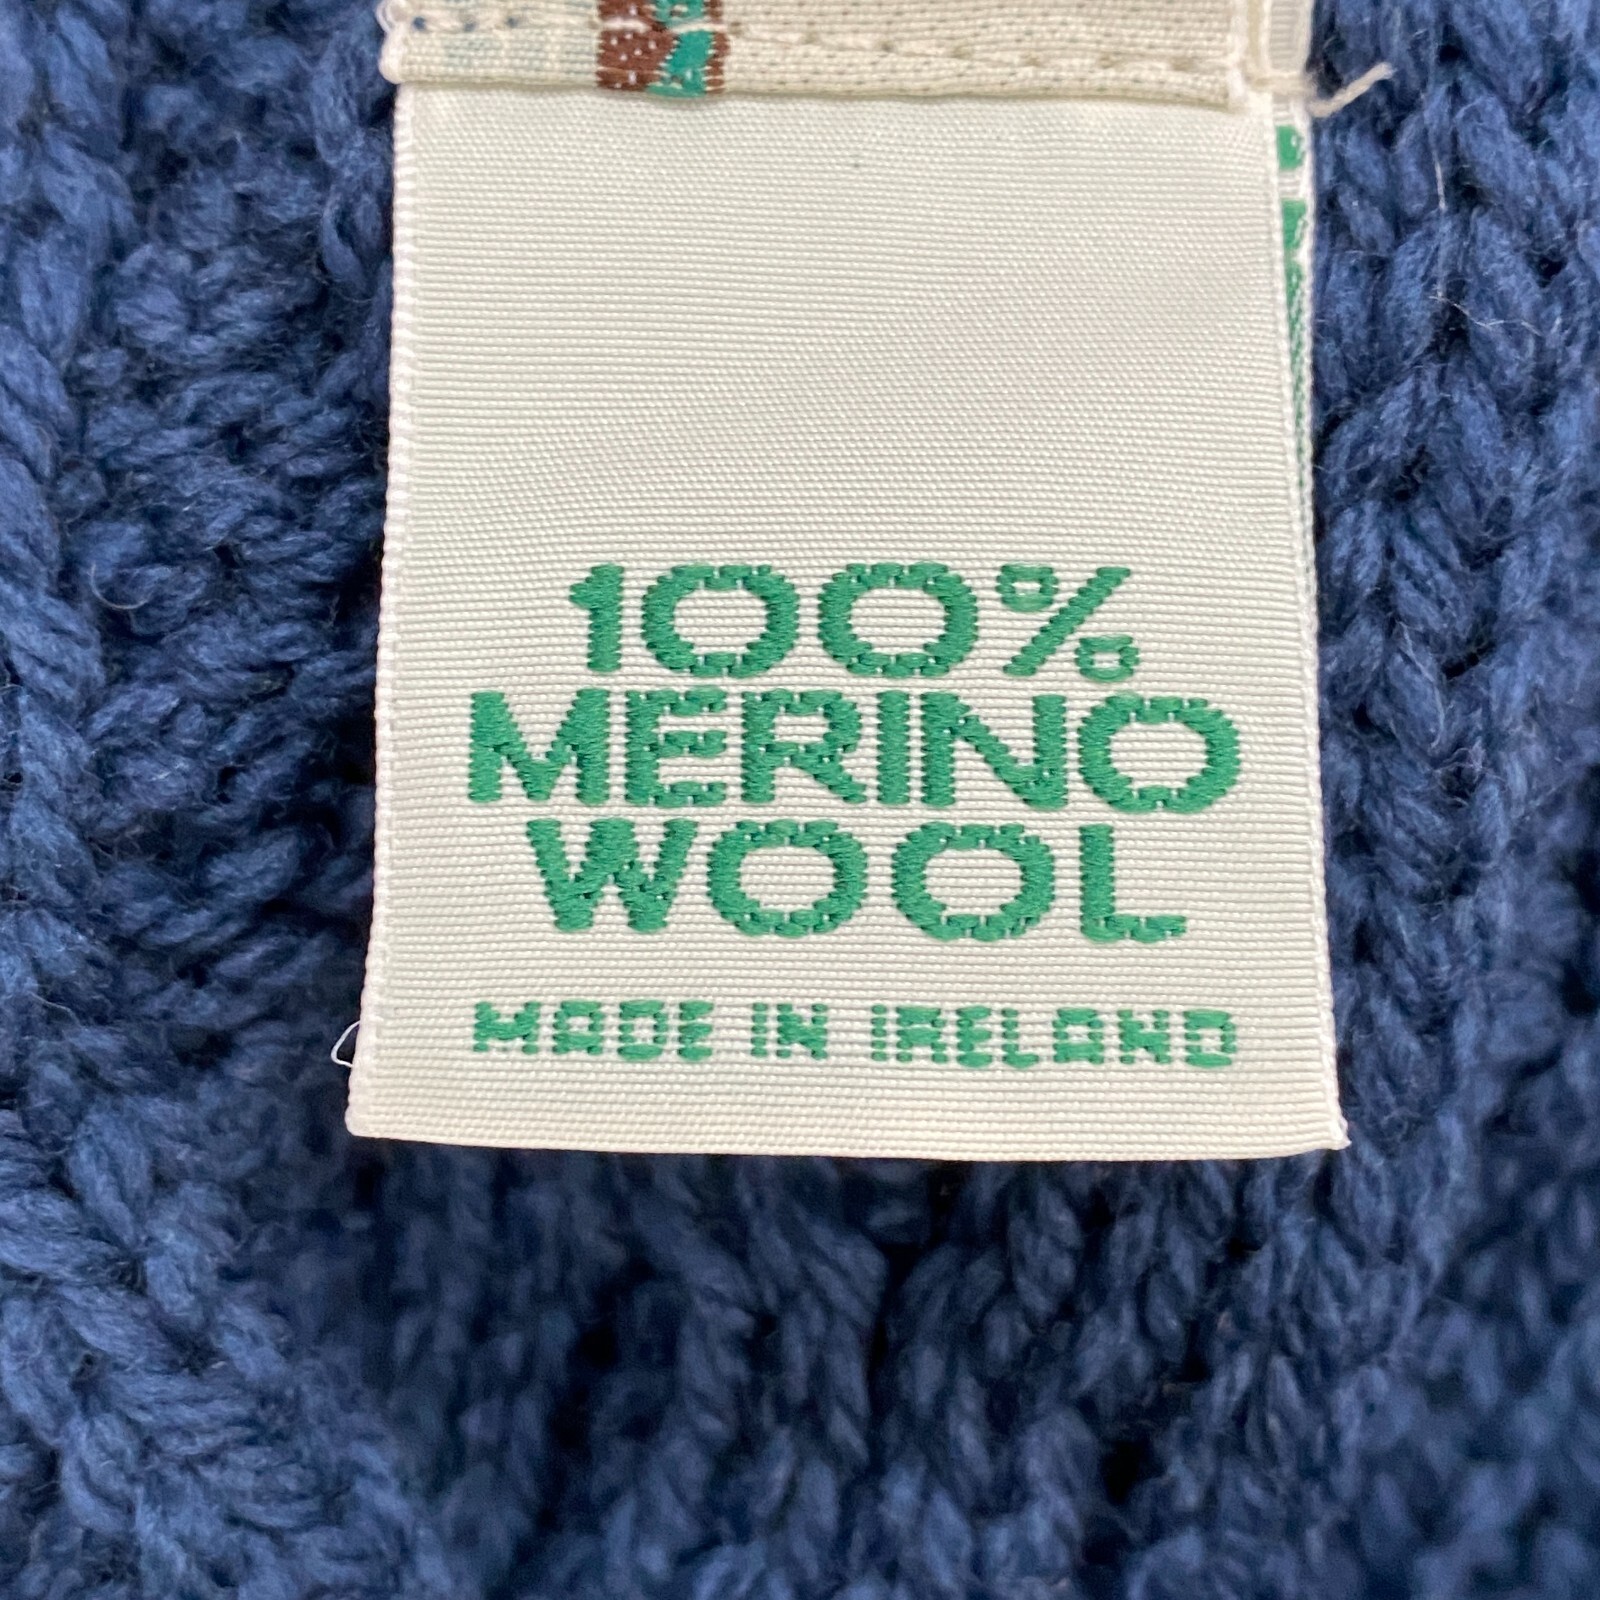 100%
MERINO
WOOL
MADE IN IRELAND